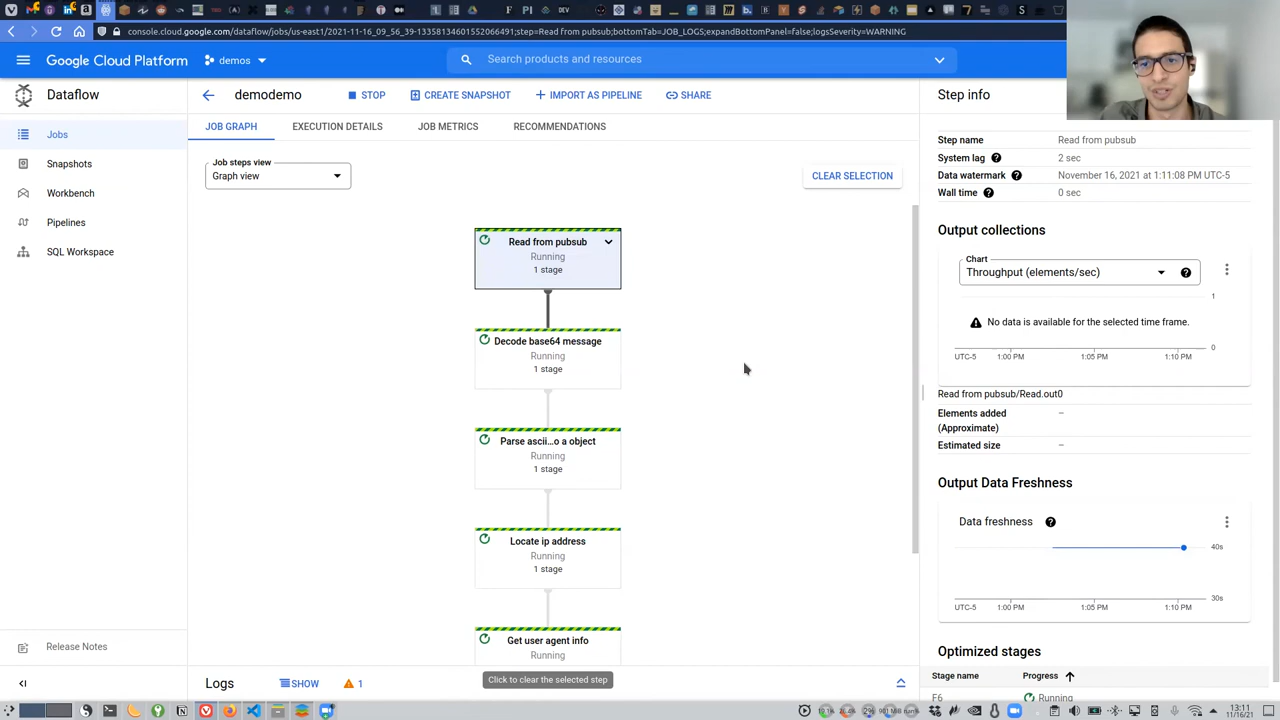 console.cloud.google.com/dataflow/jobs/us-east1/2021-11-16_09_56_39-13358134601552066491;step=Read from pubsub;bottomTab=JOB_LOGS;expandBottomPanel=false;logsSeverity=WARNING
Google Cloud Platform
demos
Search products and resources
Dataflow
demodemo
STOP
CREATE SNAPSHOT
IMPORT AS PIPELINE
SHARE
Step info
Jobs
Snapshots
Workbench
Pipelines
SQL Workspace
Release Notes
JOB GRAPH
EXECUTION DETAILS
JOB METRICS
RECOMMENDATIONS
Job steps view
Graph view
CLEAR SELECTION
Read from pubsub
Running
1 stage
Decode base64 message
Running
1 stage
Parse ascii...o a object
Running
1 stage
Locate ip address
Running
1 stage
Get user agent info
Running
Click to clear the selected step
Logs
SHOW
1
Step name Read from pubsub
System lag 2 sec
Data watermark November 16, 2021 at 1:11:08 PM UTC-5
Wall time 0 sec
Output collections
Chart
Throughput (elements/sec)
1
No data is available for the selected time frame.
0
UTC-5 1:00 PM 1:05 PM 1:10 PM
Read from pubsub/Read.out0
Elements added
(Approximate) –
Estimated size –
Output Data Freshness
Data freshness
40s
30s
UTC-5 1:00 PM 1:05 PM 1:10 PM
Optimized stages
Stage name Progress
F6 Running
13:11
11/16/21